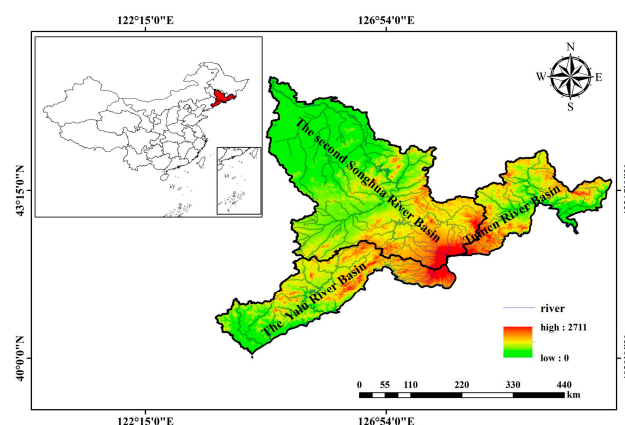 122°15'0"E 126°54'0"E
N
W E
S
The second Songhua River Basin
43°15'0"N
Tumen River Basin
The Yalu River Basin
river
high : 2711
low : 0
40°0'0"N
0 55 110 220 330 440
km
122°15'0"E 126°54'0"E